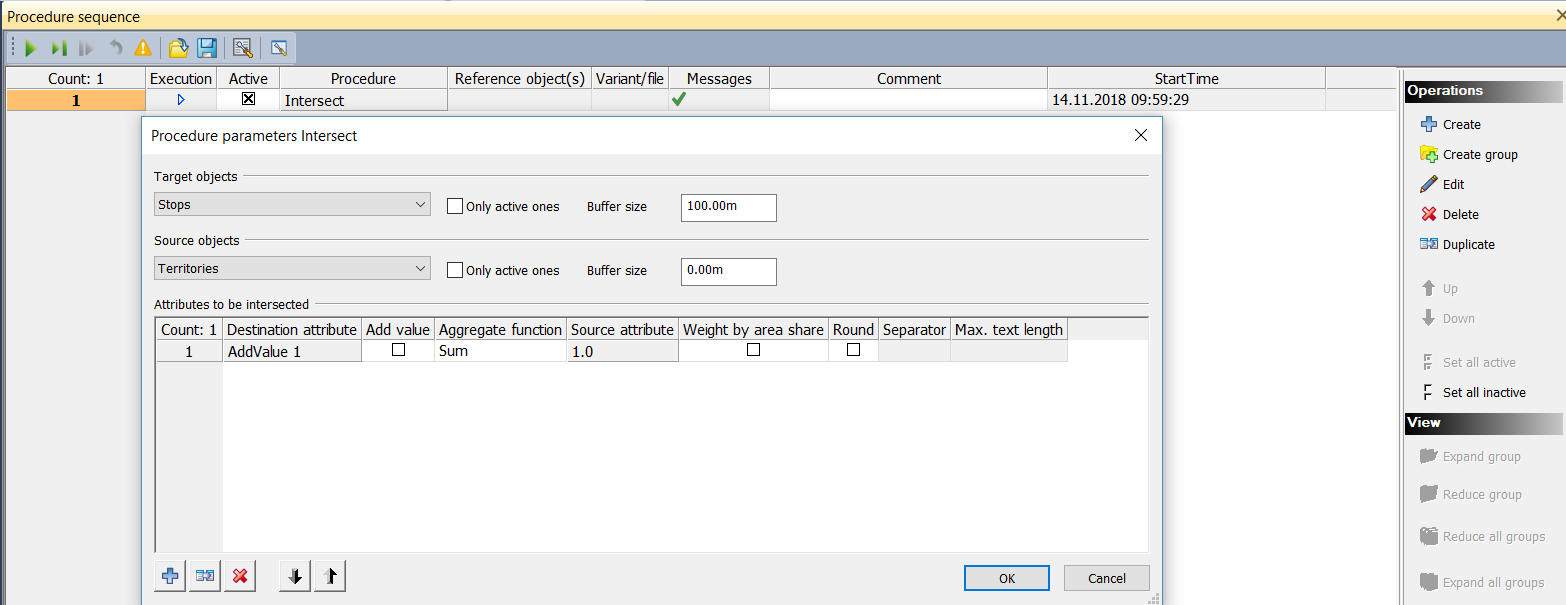 Procedure sequence
Count: 1 Execution Active Procedure Reference object(s) Variant/file Messages Comment StartTime
1 Intersect 14.11.2018 09:59:29
Operations
Create
Create group
Edit
Delete
Duplicate
Up
Down
Set all active
Set all inactive
View
Expand group
Reduce group
Reduce all groups
Expand all groups
Procedure parameters Intersect
Target objects
Stops Only active ones Buffer size 100.00m
Source objects
Territories Only active ones Buffer size 0.00m
Attributes to be intersected
Count: 1 Destination attribute Add value Aggregate function Source attribute Weight by area share Round Separator Max. text length
1 AddValue 1 Sum 1.0
OK Cancel